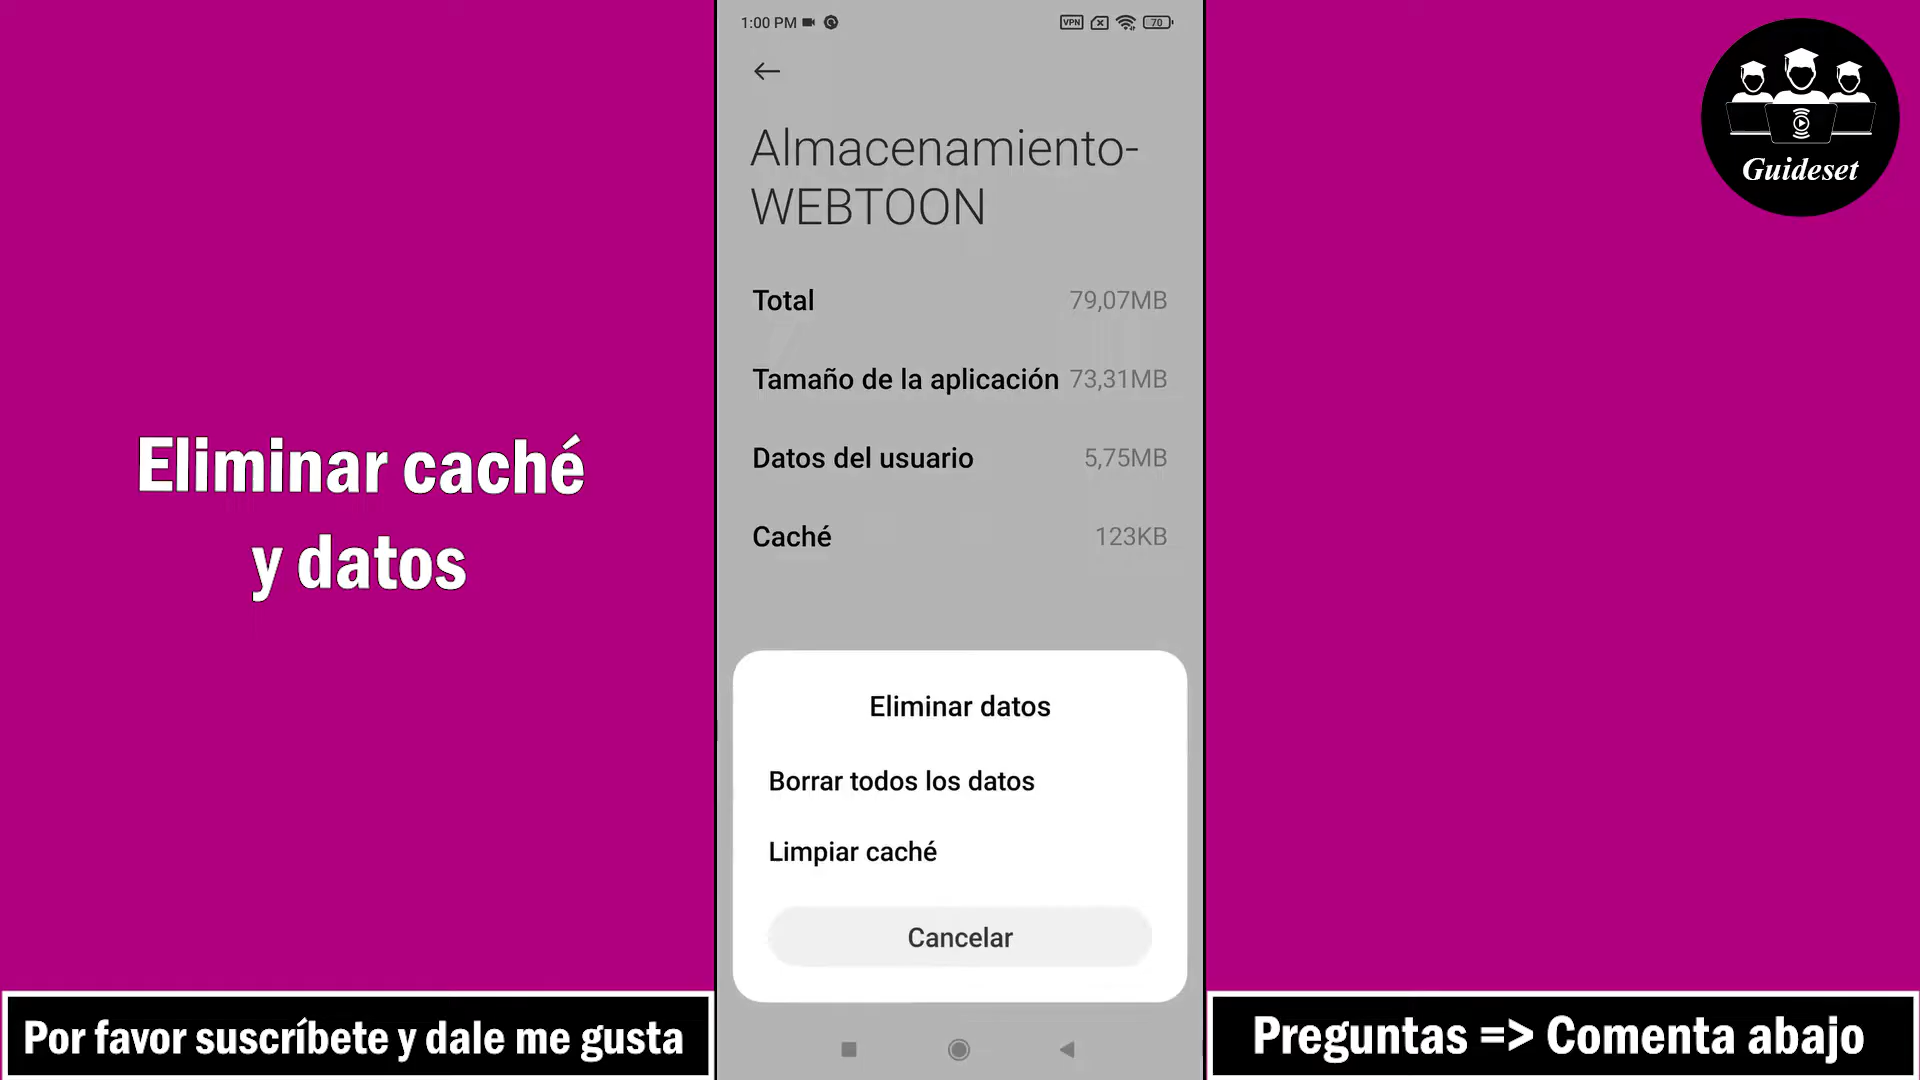 1:00 PM
VPN
70
Almacenamiento-
WEBTOON
Total 79,07MB
Tamaño de la aplicación 73,31MB
Datos del usuario 5,75MB
Caché 123KB
Eliminar datos
Borrar todos los datos
Limpiar caché
Cancelar
Eliminar caché
y datos
Guideset
Por favor suscríbete y dale me gusta
Preguntas => Comenta abajo